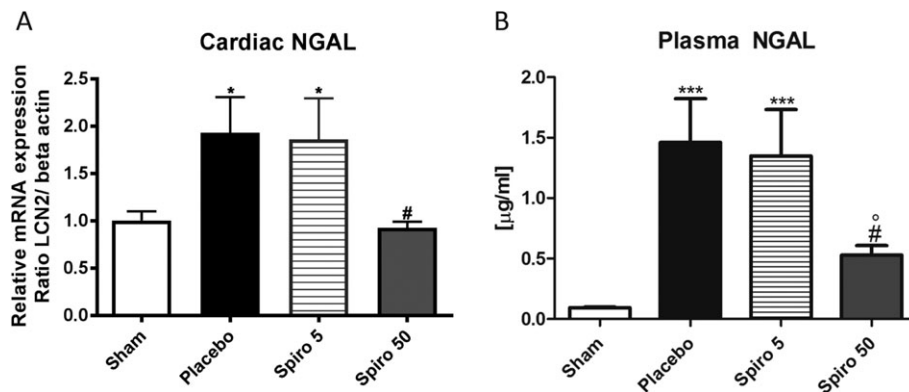 A
Cardiac NGAL
Relative mRNA expression
Ratio LCN2/ beta actin
2.5
2.0
1.5
1.0
0.5
0.0
*
*
#
Sham
Placebo
Spiro 5
Spiro 50
B
Plasma NGAL
[µg/ml]
2.0
1.5
1.0
0.5
0.0
***
***
°
#
Sham
Placebo
Spiro 5
Spiro 50